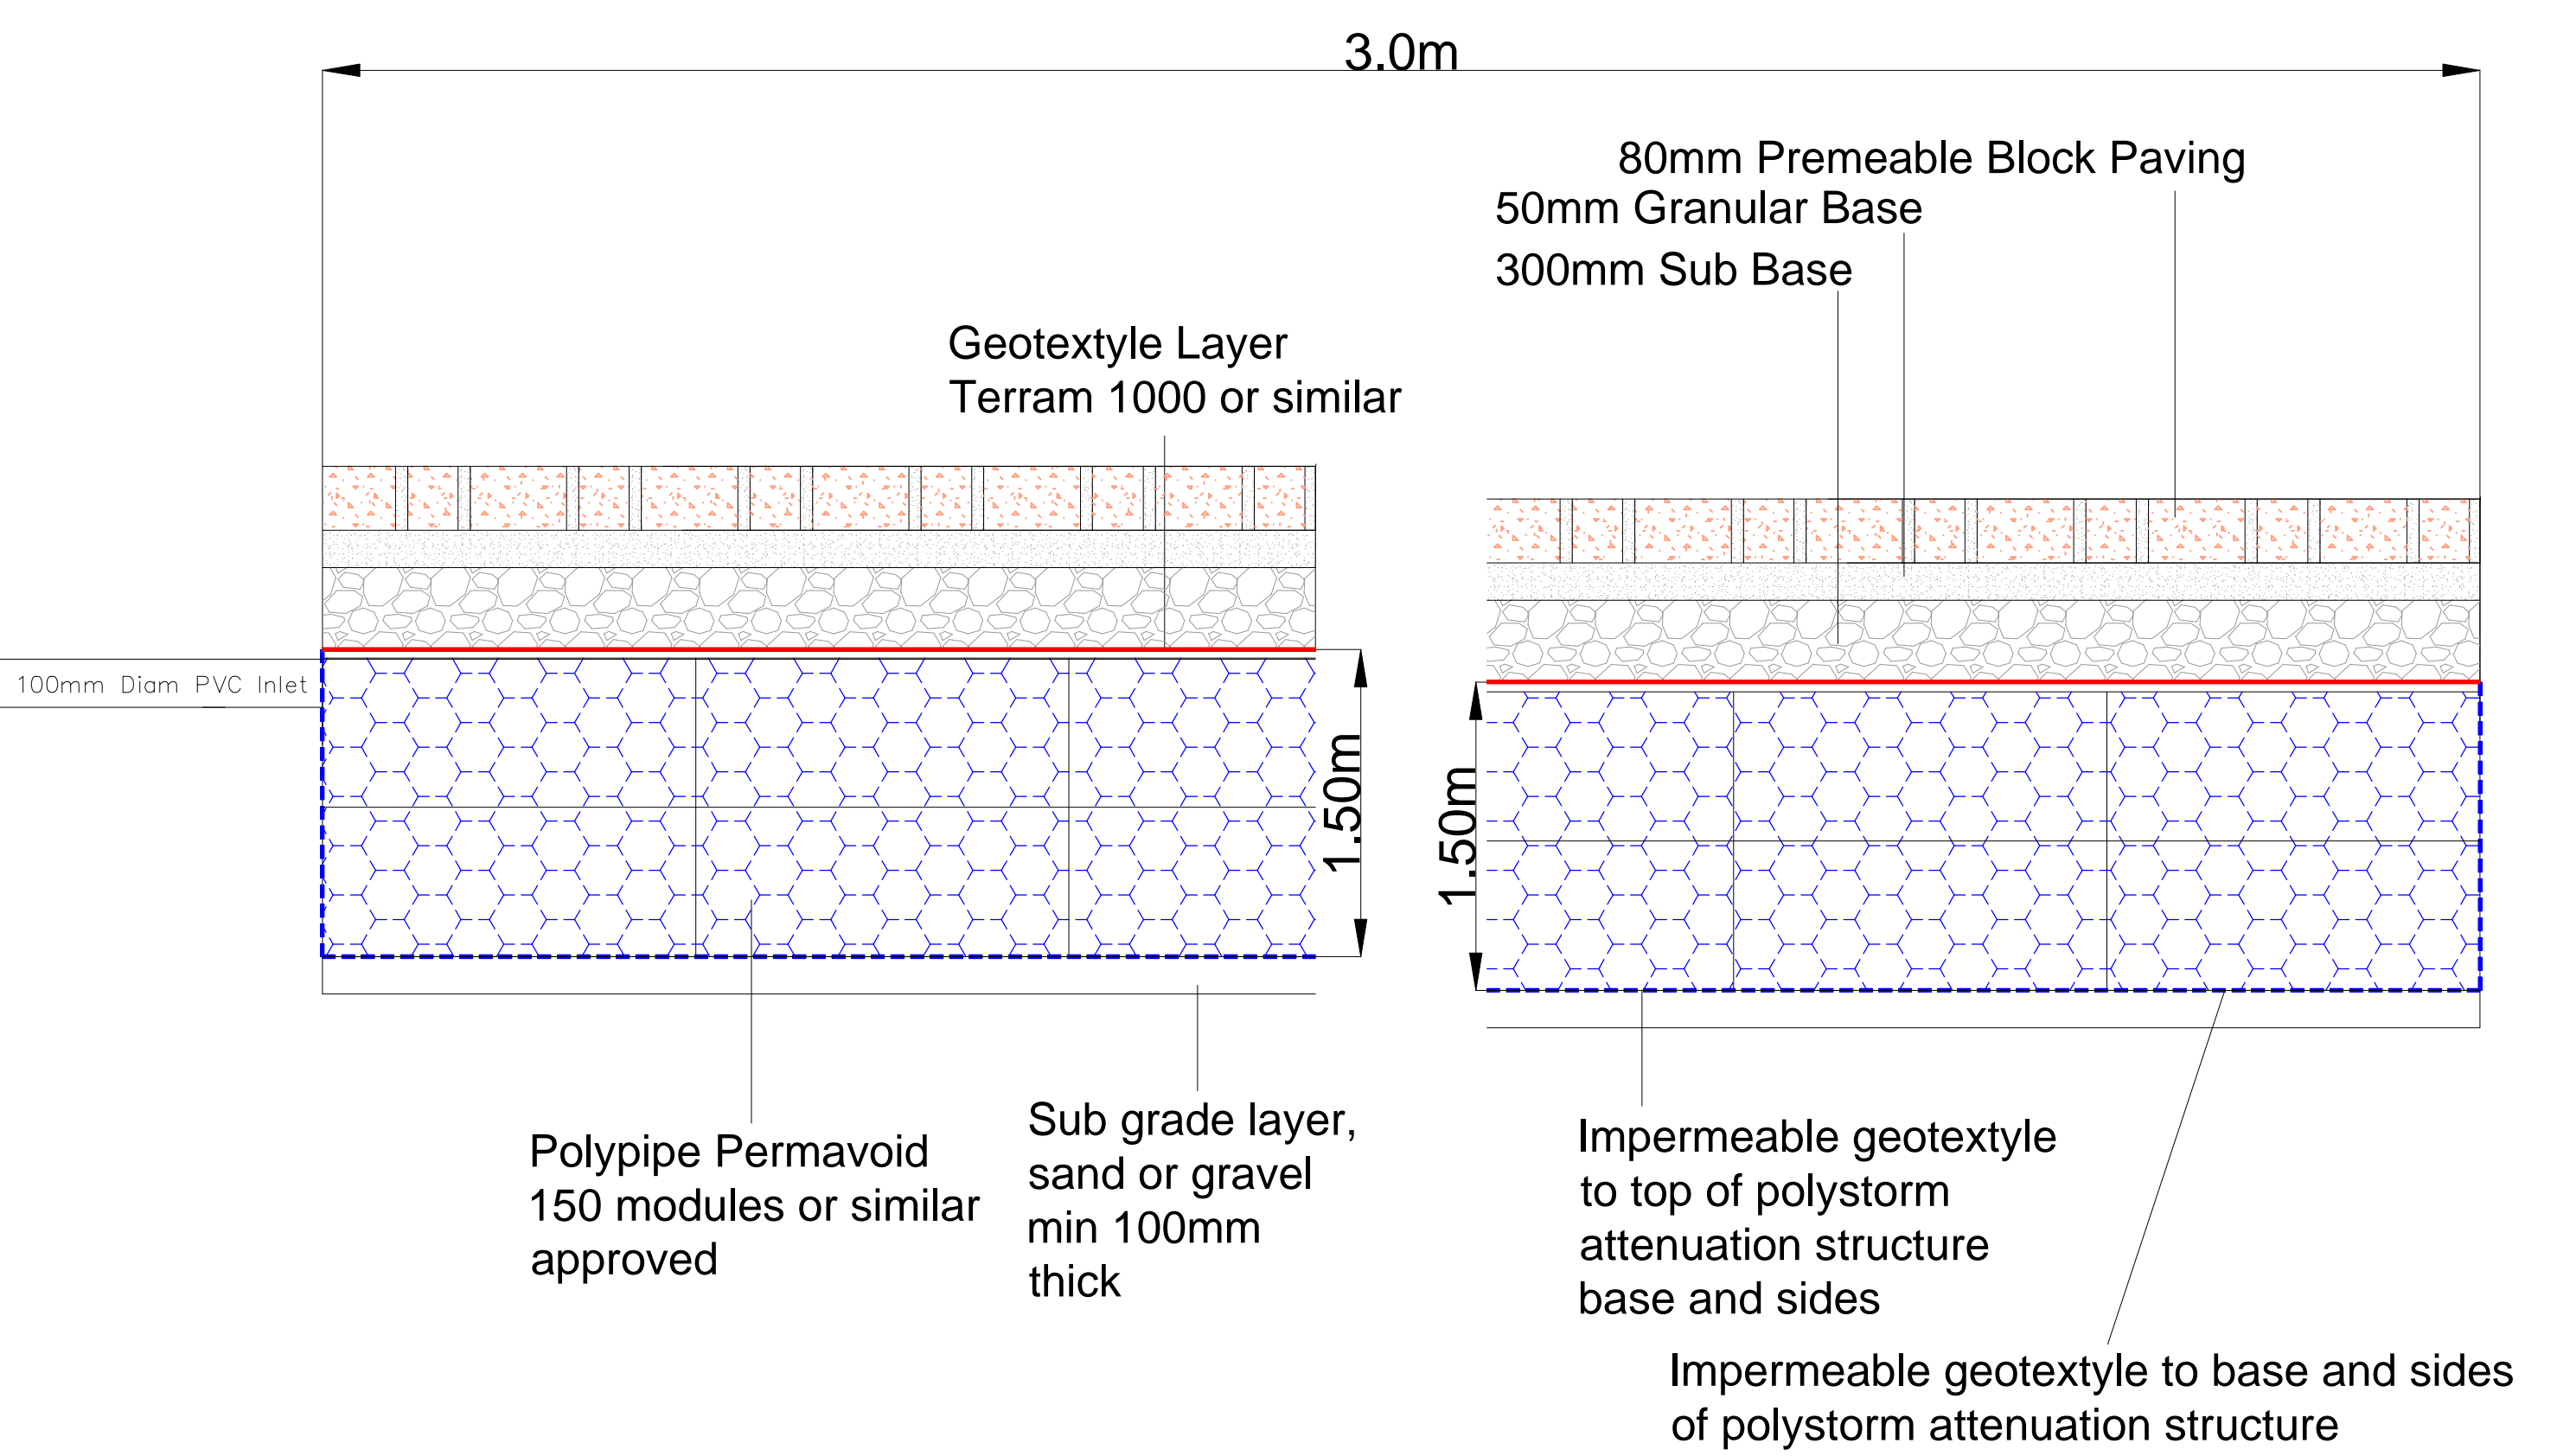 3.0m
80mm Premeable Block Paving
50mm Granular Base
300mm Sub Base
Geotextyle Layer
Terram 1000 or similar
100mm Diam PVC Inlet
1.50m
1.50m
Polypipe Permavoid
150 modules or similar
approved
Sub grade layer,
sand or gravel
min 100mm
thick
Impermeable geotextyle
to top of polystorm
attenuation structure
base and sides
Impermeable geotextyle to base and sides
of polystorm attenuation structure